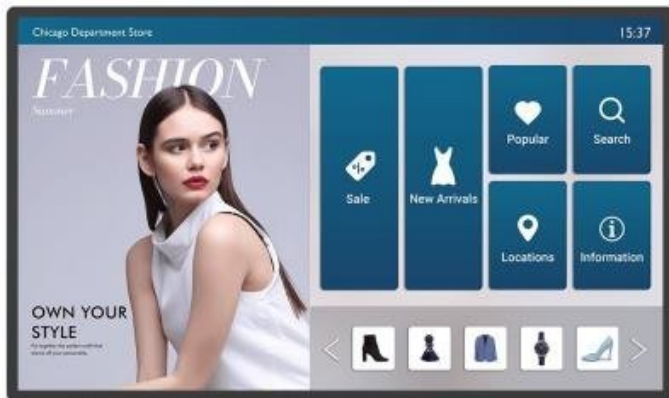 Chicago Department Store
15:37
FASHION
Summer
Sale
New Arrivals
Popular
Search
Locations
Information
OWN YOUR
STYLE